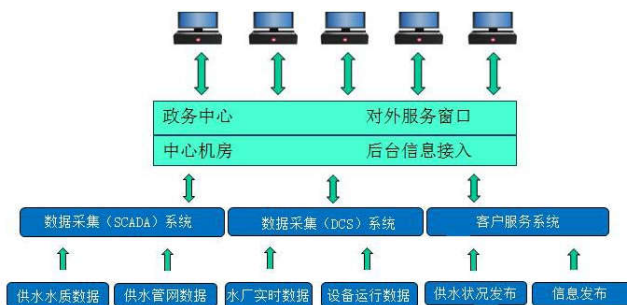 政务中心 对外服务窗口
中心机房 后台信息接入
数据采集（SCADA）系统 数据采集（DCS）系统 客户服务系统
供水水质数据 供水管网数据 水厂实时数据 设备运行数据 供水状况发布 信息发布